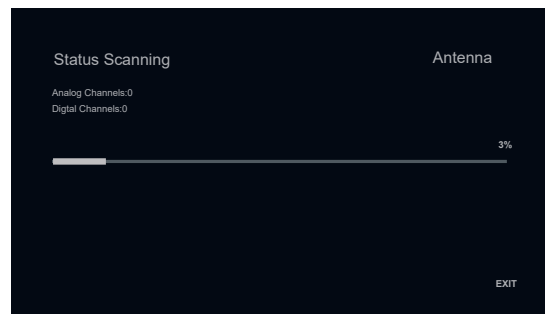 Status Scanning
Antenna
Analog Channels:0
Digtal Channels:0
3%
EXIT